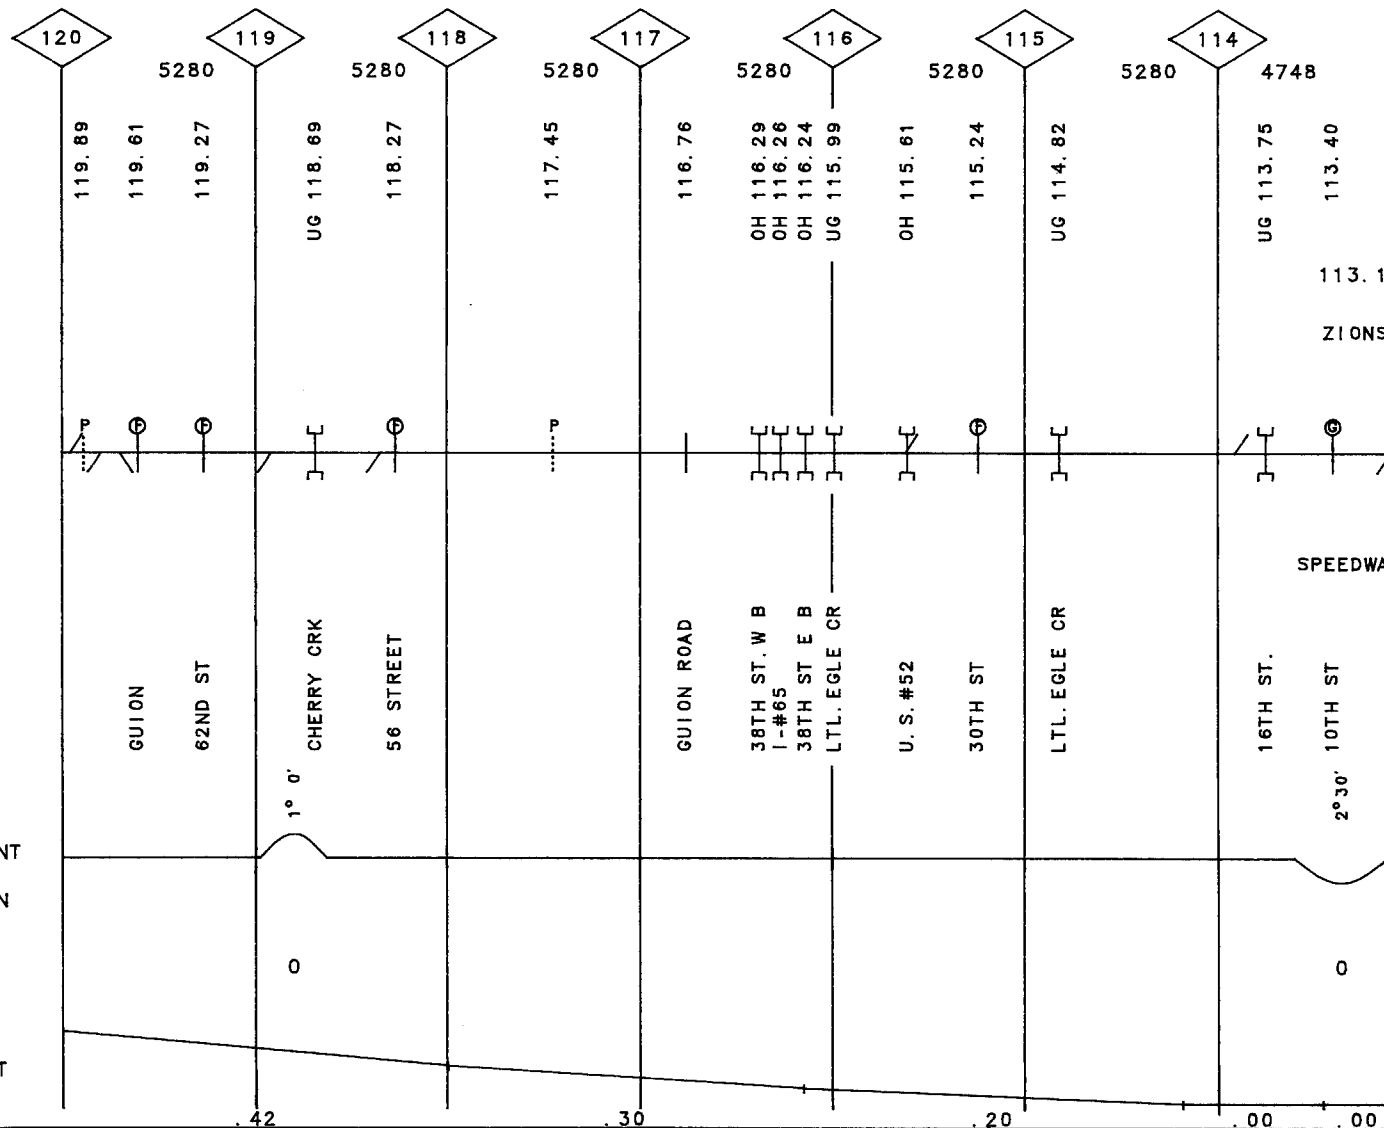 120 119 118 117 116 115 114
5280 5280 5280 5280 5280 5280 4748
119.89
119.61
119.27
UG 118.69
118.27
117.45
116.76
OH 116.29
OH 116.26
OH 116.24
UG 115.99
OH 115.61
115.24
UG 114.82
UG 113.75
113.40
113.1
ZIONS
P F F F P F G
SPEEDWA
GUION
62ND ST
CHERRY CRK
56 STREET
GUION ROAD
38TH ST. W B
I-#65
38TH ST E B
LTL. EGLE CR
U.S. #52
30TH ST
LTL. EGLE CR
16TH ST.
10TH ST
1° 0'
2°30'
NT
N
0 0
T
.42 .30 .20 .00 .00